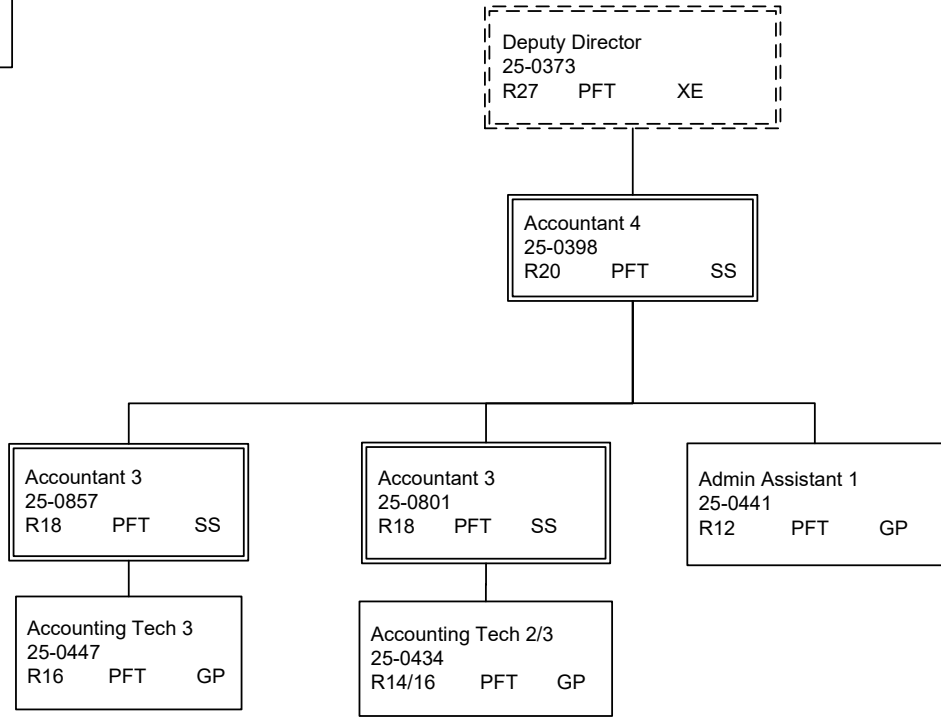 Deputy Director
25-0373
R27 PFT XE
Accountant 4
25-0398
R20 PFT SS
Accountant 3
25-0857
R18 PFT SS
Accountant 3
25-0801
R18 PFT SS
Admin Assistant 1
25-0441
R12 PFT GP
Accounting Tech 3
25-0447
R16 PFT GP
Accounting Tech 2/3
25-0434
R14/16 PFT GP